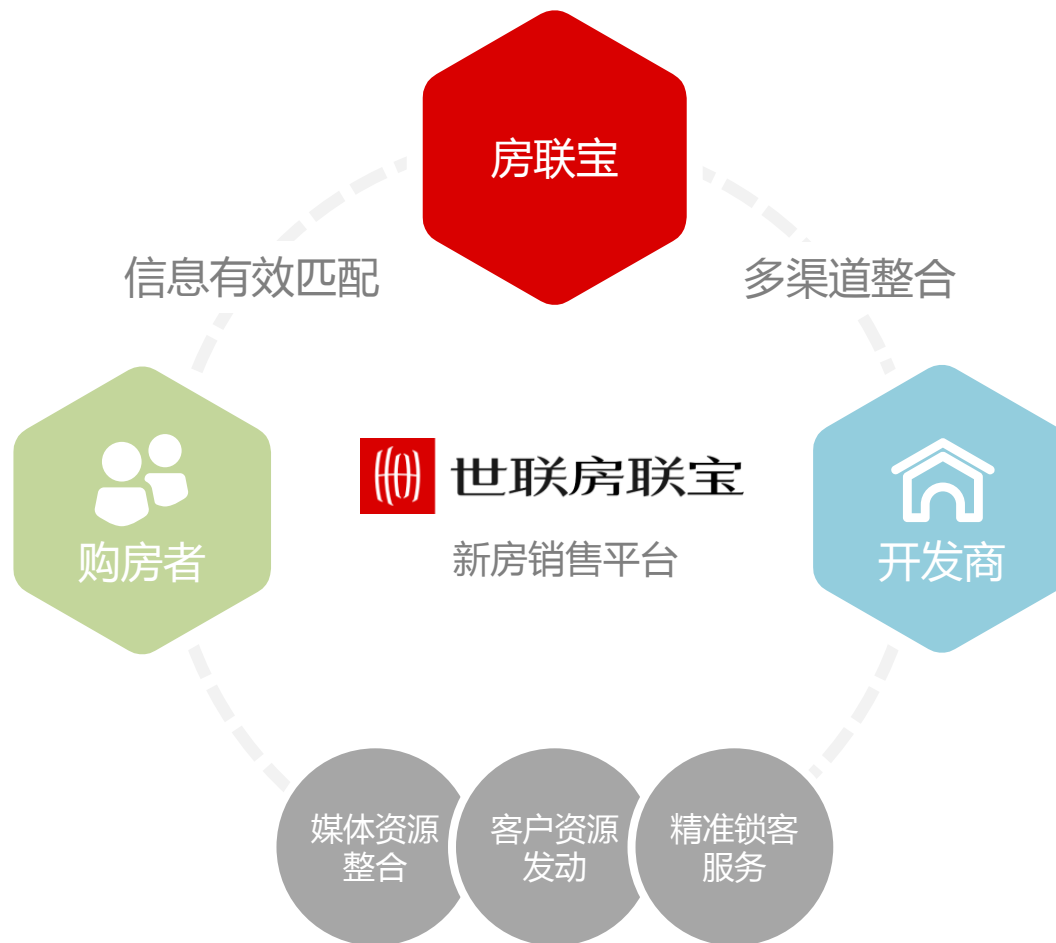 房联宝
信息有效匹配
多渠道整合
世联房联宝
新房销售平台
购房者
开发商
媒体资源
整合
客户资源
发动
精准锁客
服务